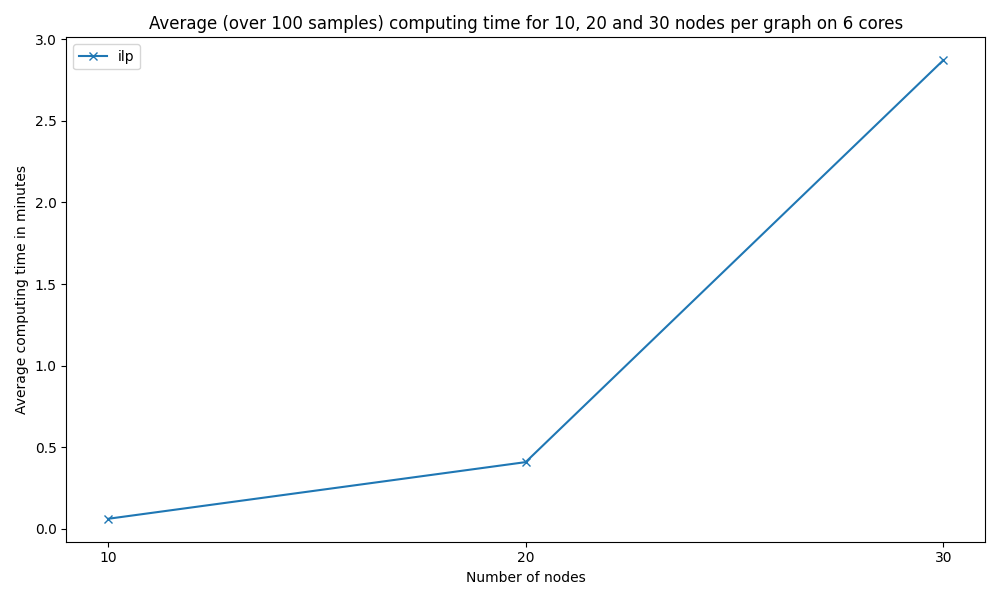 Average (over 100 samples) computing time for 10, 20 and 30 nodes per graph on 6 cores
ilp
Average computing time in minutes
3.0
2.5
2.0
1.5
1.0
0.5
0.0
10 20 30
Number of nodes